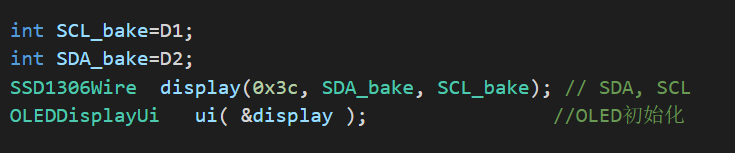 int SCL_bake=D1;
int SDA_bake=D2;
SSD1306Wire  display(0x3c, SDA_bake, SCL_bake); // SDA, SCL
OLEDDisplayUi   ui( &display );                //OLED初始化